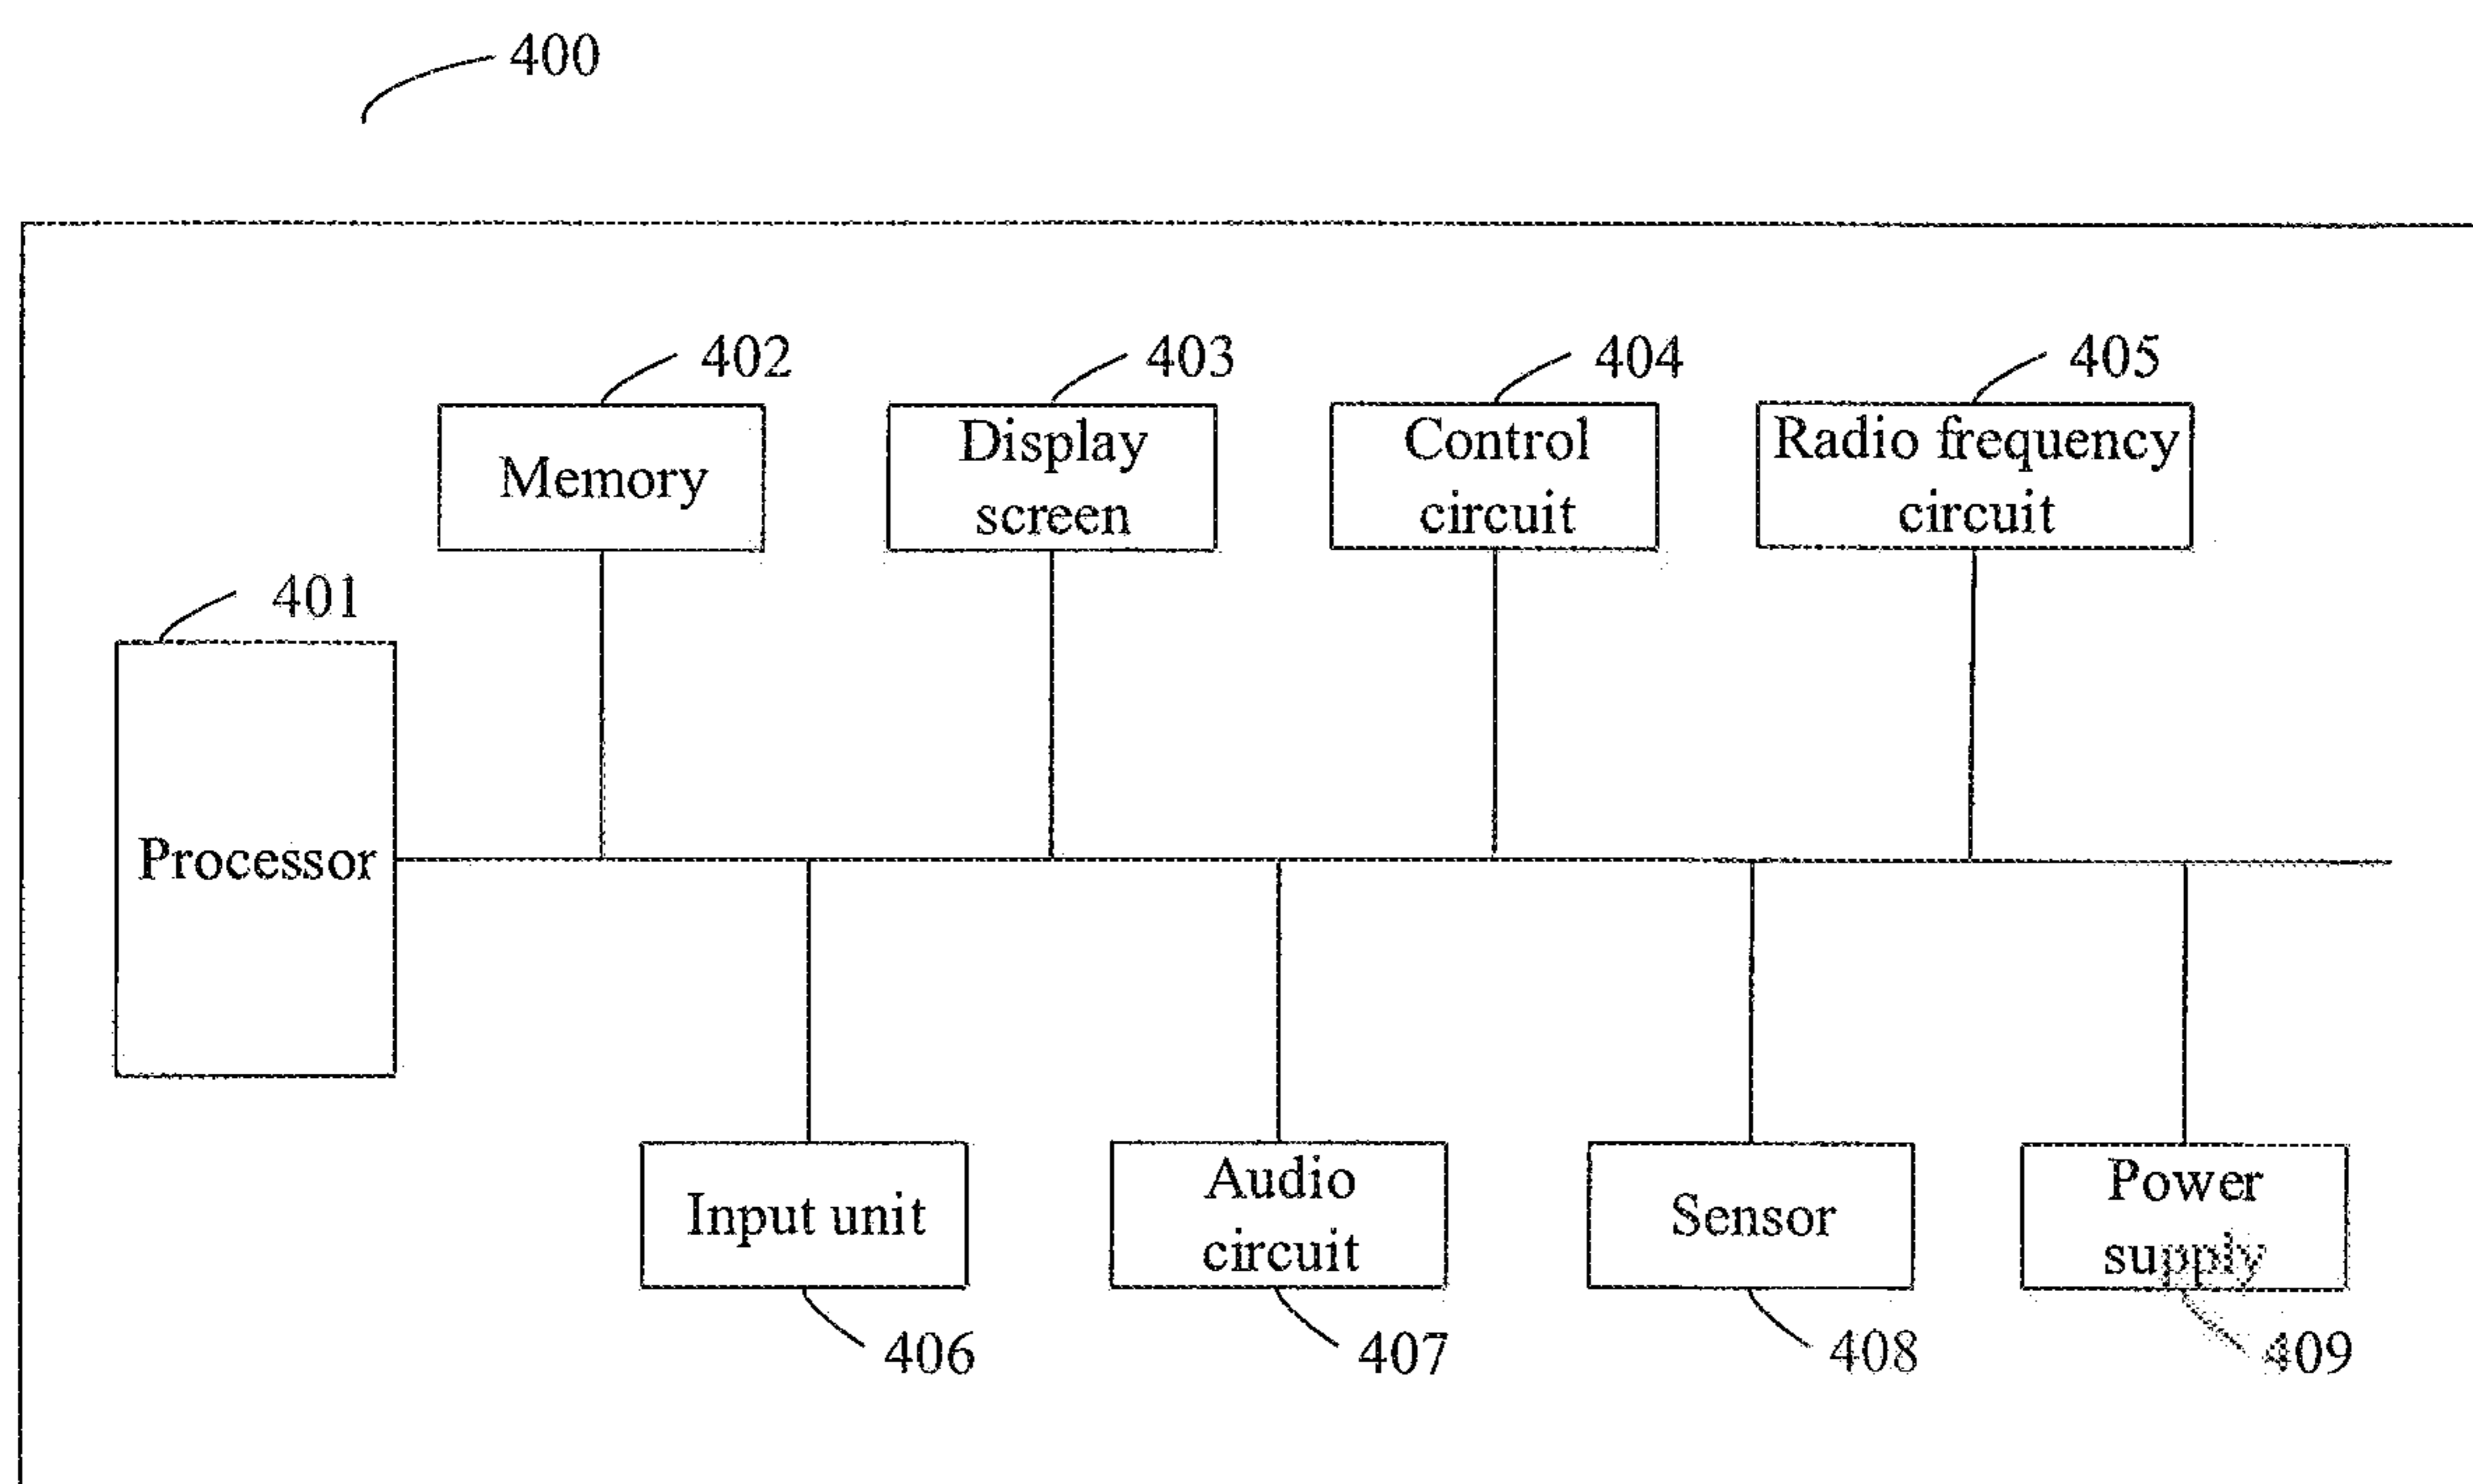 400
402
403
404
405
Memory
Display
screen
Control
circuit
Radio frequency
circuit
401
Processor
Input unit
Audio
circuit
Sensor
Power
supply
406
407
408
409